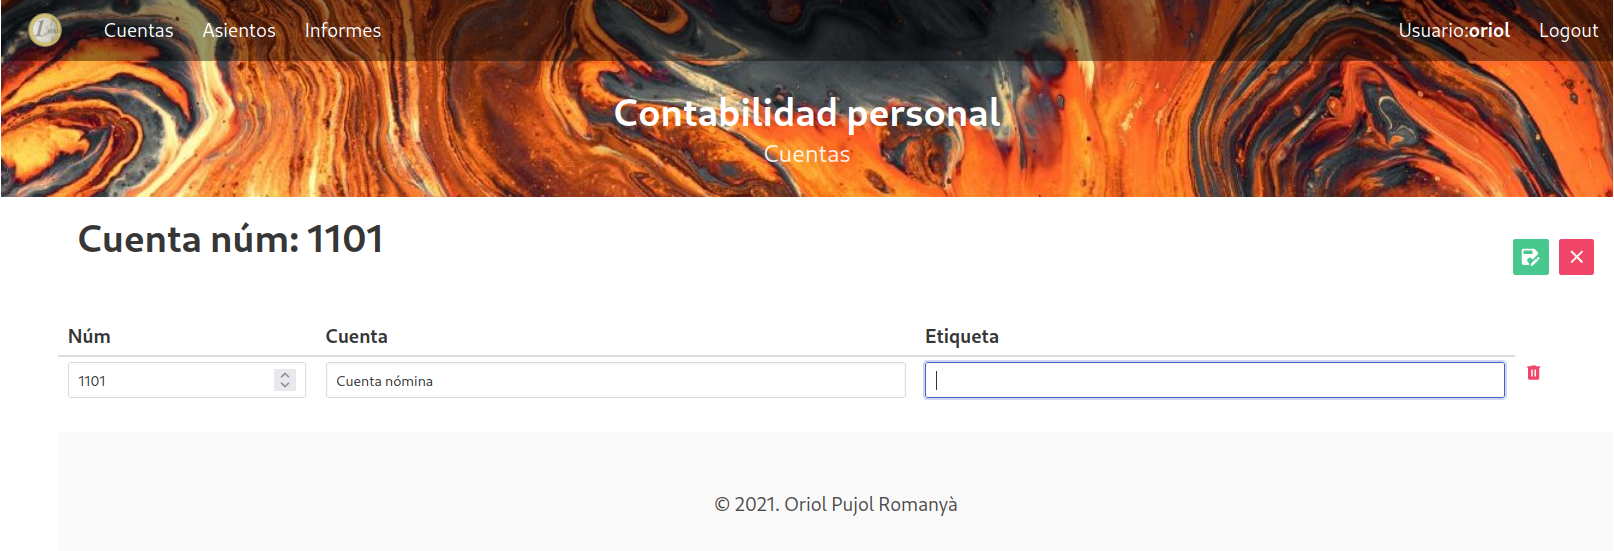 Cuentas Asientos Informes Usuario:oriol Logout
Contabilidad personal
Cuentas
Cuenta núm: 1101
Núm Cuenta Etiqueta
1101 Cuenta nómina
© 2021. Oriol Pujol Romanyà